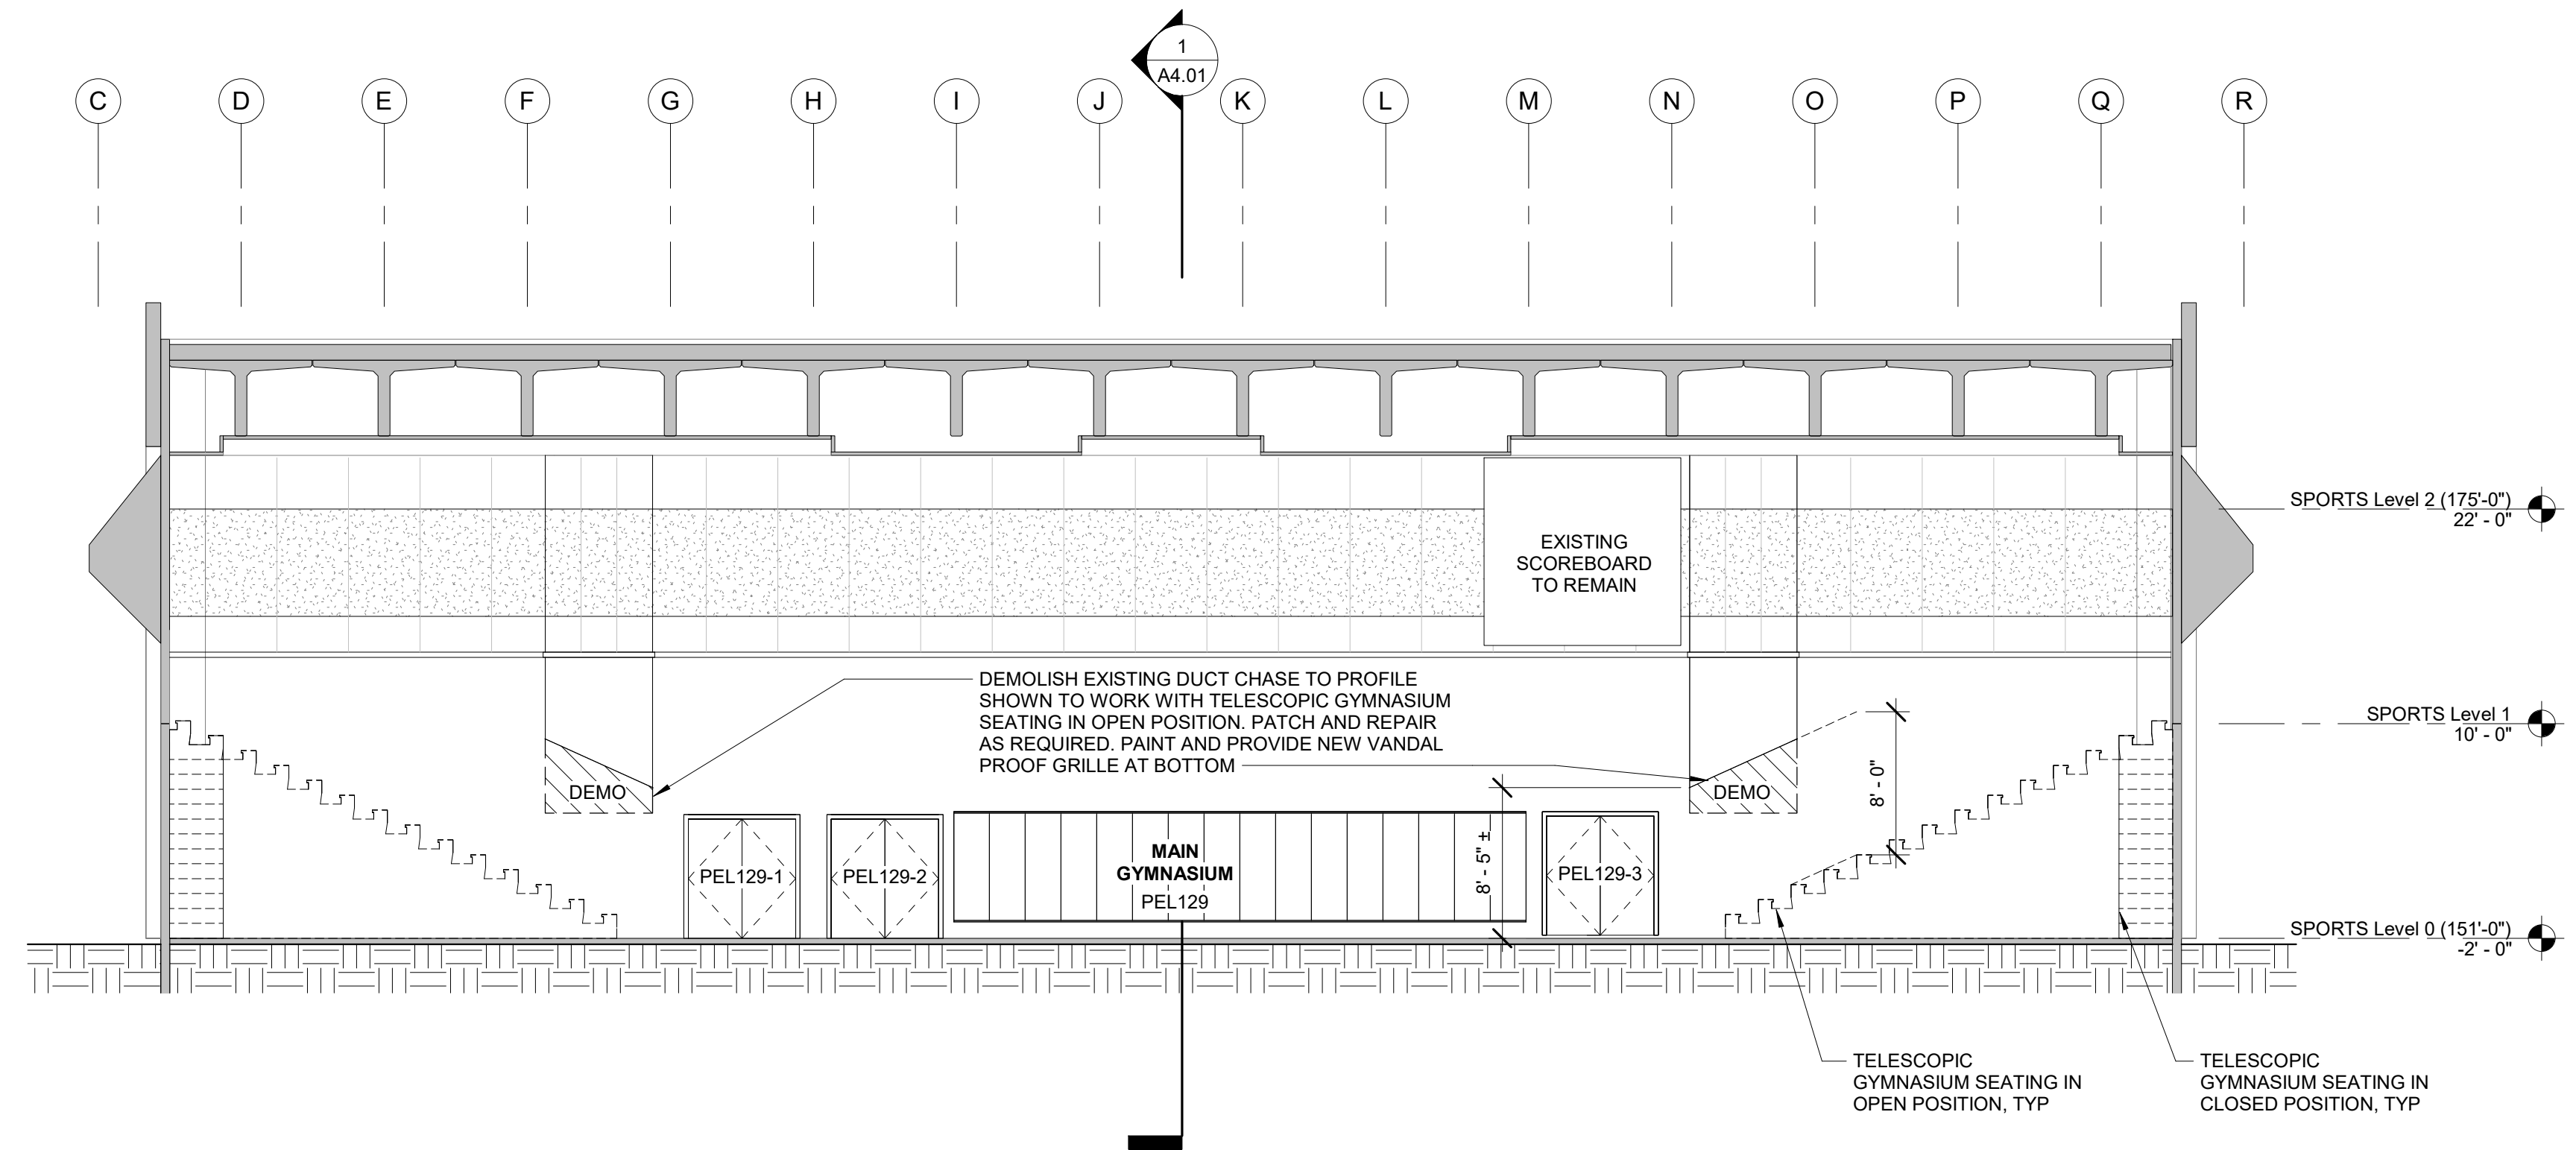 1
A4.01
C D E F G H I J K L M N O P Q R
SPORTS Level 2 (175'-0")
22' - 0"
EXISTING
SCOREBOARD
TO REMAIN
DEMOLISH EXISTING DUCT CHASE TO PROFILE
SHOWN TO WORK WITH TELESCOPIC GYMNASIUM
SEATING IN OPEN POSITION. PATCH AND REPAIR
AS REQUIRED. PAINT AND PROVIDE NEW VANDAL
PROOF GRILLE AT BOTTOM
SPORTS Level 1
10' - 0"
DEMO
DEMO
8' - 0"
8' - 5" ±
PEL129-1
PEL129-2
MAIN
GYMNASIUM
PEL129
PEL129-3
SPORTS Level 0 (151'-0")
-2' - 0"
TELESCOPIC
GYMNASIUM SEATING IN
OPEN POSITION, TYP
TELESCOPIC
GYMNASIUM SEATING IN
CLOSED POSITION, TYP